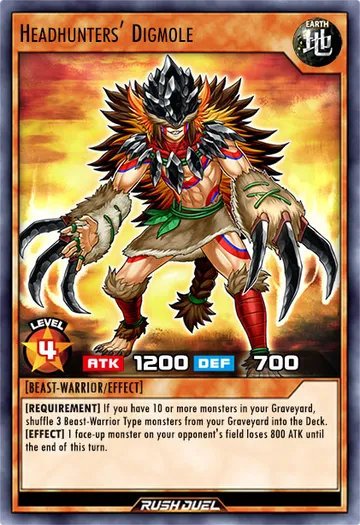 Headhunters' Digmole
EARTH
地
LEVEL
4
ATK 1200 DEF 700
[BEAST-WARRIOR/EFFECT]
[REQUIREMENT] If you have 10 or more monsters in your Graveyard,
shuffle 3 Beast-Warrior Type monsters from your Graveyard into the Deck.
[EFFECT] 1 face-up monster on your opponent's field loses 800 ATK until
the end of this turn.
RUSH DUEL